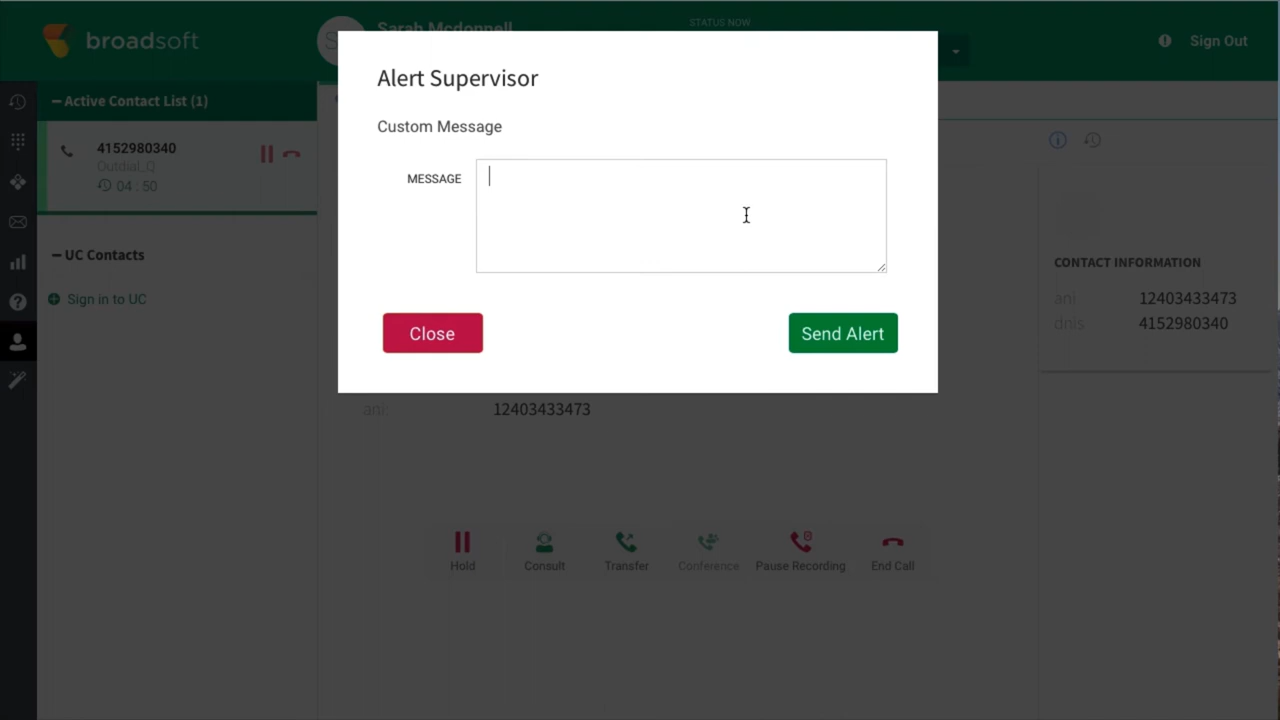 broadsoft
Sarah Mcdonnell
STATUS NOW
Sign Out
Active Contact List (1)
4152980340
Outdial_Q
04 : 50
UC Contacts
Sign in to UC
Alert Supervisor
Custom Message
MESSAGE
Close
Send Alert
CONTACT INFORMATION
ani 12403433473
dnis 4152980340
ani: 12403433473
Hold
Consult
Transfer
Conference
Pause Recording
End Call